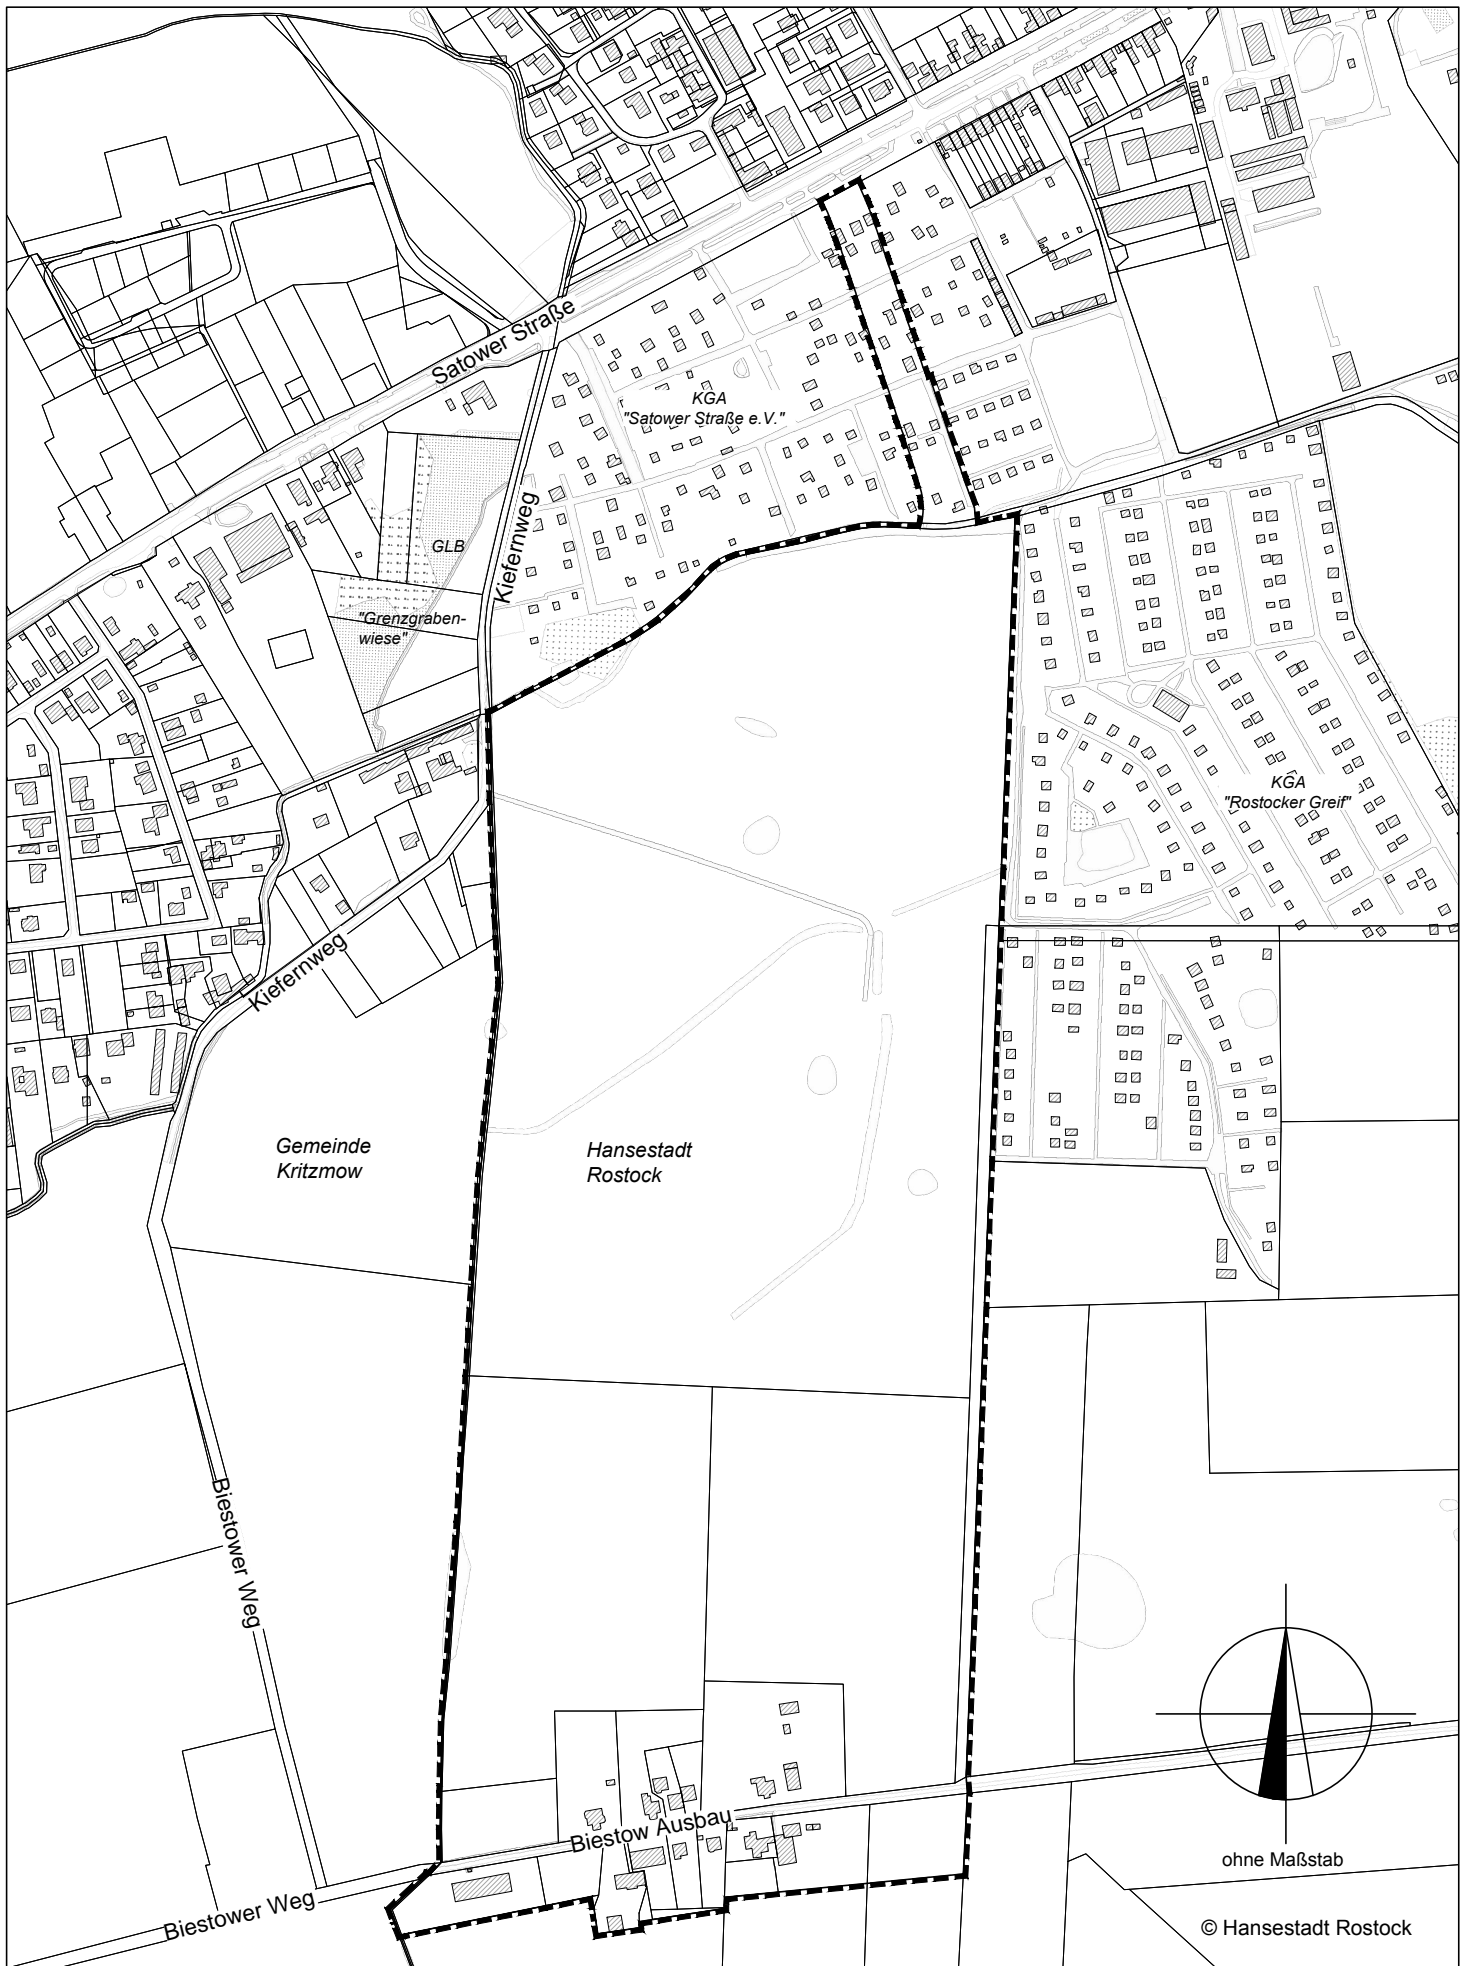 Satower Straße
KGA
"Satower Straße e.V."
GLB
Kiefernweg
"Grenzgraben-
wiese"
KGA
"Rostocker Greif"
Kiefernweg
Gemeinde
Kritzmow
Hansestadt
Rostock
Biestower Weg
Biestow Ausbau
Biestower Weg
ohne Maßstab
© Hansestadt Rostock